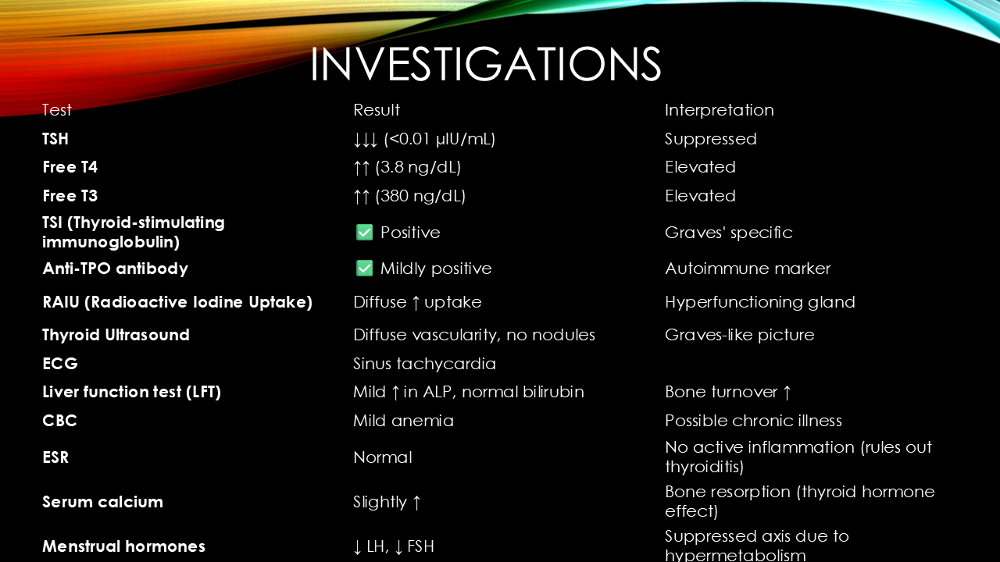 INVESTIGATIONS
Test Result Interpretation
TSH ↓↓↓ (<0.01 µIU/mL) Suppressed
Free T4 ↑↑ (3.8 ng/dL) Elevated
Free T3 ↑↑ (380 ng/dL) Elevated
TSI (Thyroid-stimulating
immunoglobulin) ✅ Positive Graves' specific
Anti-TPO antibody ✅ Mildly positive Autoimmune marker
RAIU (Radioactive Iodine Uptake) Diffuse ↑ uptake Hyperfunctioning gland
Thyroid Ultrasound Diffuse vascularity, no nodules Graves-like picture
ECG Sinus tachycardia
Liver function test (LFT) Mild ↑ in ALP, normal bilirubin Bone turnover ↑
CBC Mild anemia Possible chronic illness
ESR Normal No active inflammation (rules out
thyroiditis)
Serum calcium Slightly ↑ Bone resorption (thyroid hormone
effect)
Menstrual hormones ↓ LH, ↓ FSH Suppressed axis due to
hypermetabolism